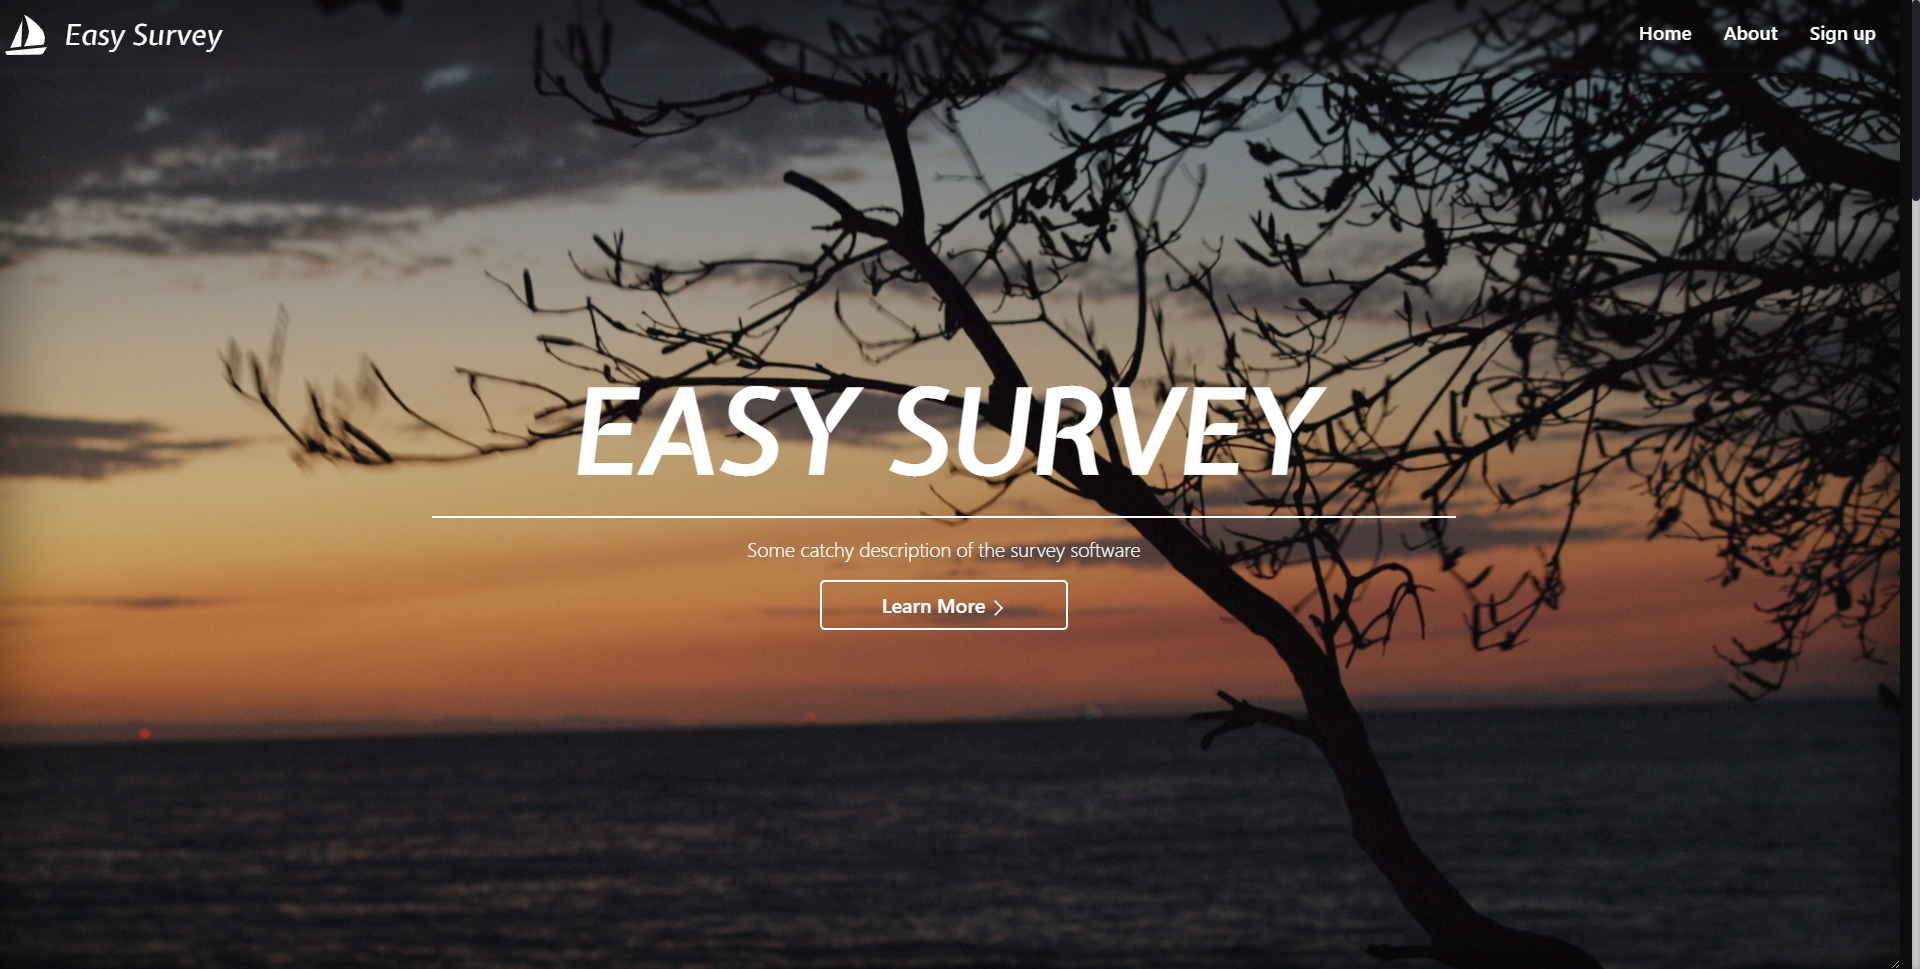 Easy Survey
Home About Sign up
EASY SURVEY
Some catchy description of the survey software
Learn More